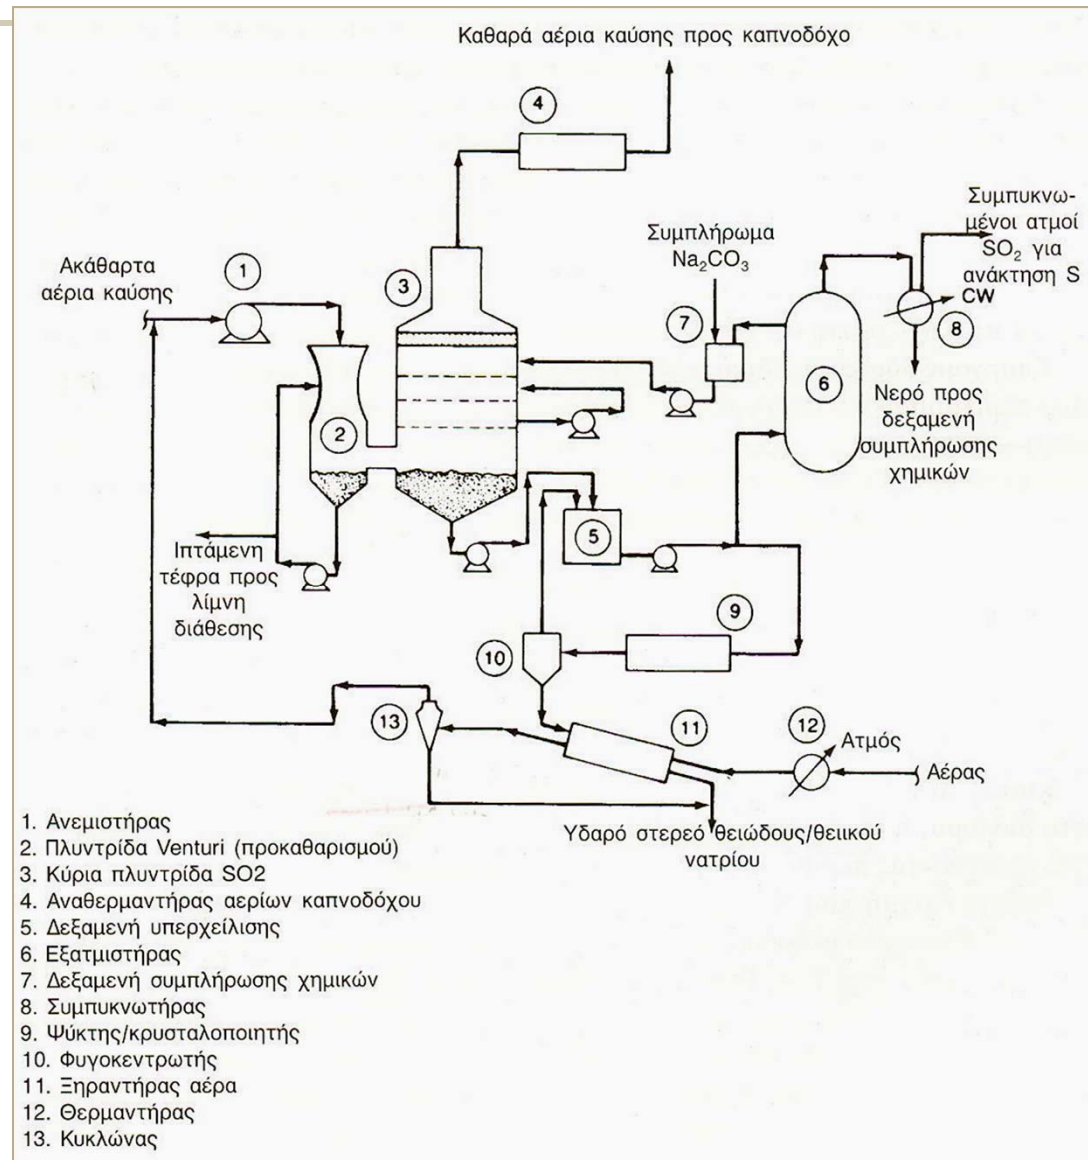 Καθαρά αέρια καύσης προς καπνοδόχο
4
Συμπυκνω-
μένοι ατμοί
SO₂ για
ανάκτηση S
CW
Συμπλήρωμα
Na₂CO₃
Ακάθαρτα
αέρια καύσης
1
3
7
8
6
Νερό προς
δεξαμενή
συμπλήρωσης
χημικών
2
5
Ιπτάμενη
τέφρα προς
λίμνη
διάθεσης
9
10
13
11
12
Ατμός
Αέρας
Υδαρό στερεό θειώδους/θειικού
νατρίου
1. Ανεμιστήρας
2. Πλυντρίδα Venturi (προκαθαρισμού)
3. Κύρια πλυντρίδα SO2
4. Αναθερμαντήρας αερίων καπνοδόχου
5. Δεξαμενή υπερχείλισης
6. Εξατμιστήρας
7. Δεξαμενή συμπλήρωσης χημικών
8. Συμπυκνωτήρας
9. Ψύκτης/κρυσταλοποιητής
10. Φυγοκεντρωτής
11. Ξηραντήρας αέρα
12. Θερμαντήρας
13. Κυκλώνας